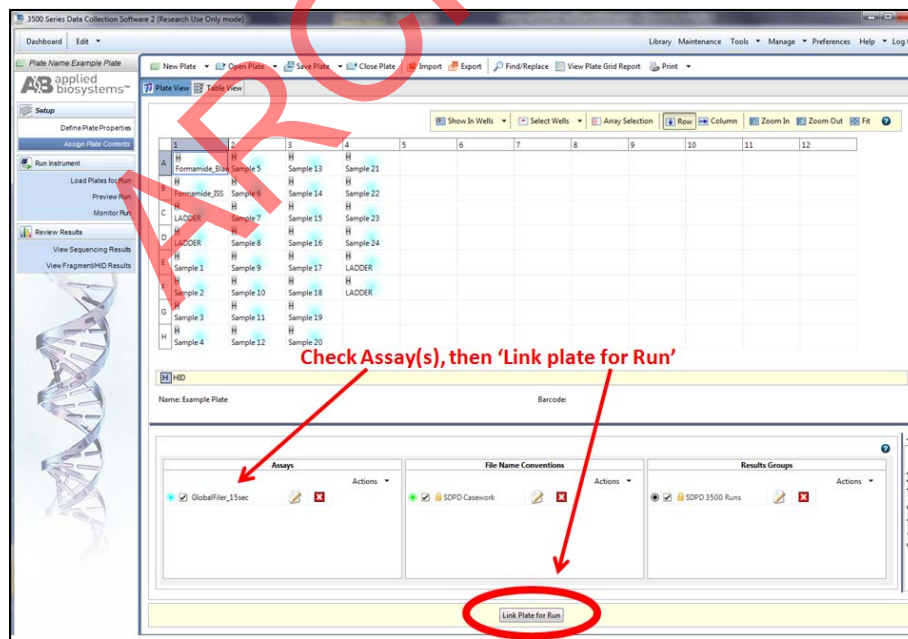 3500 Series Data Collection Software 2 (Research Use Only mode)
Dashboard Edit Library Maintenance Tools Manage Preferences Help Log
Plate Name:Example Plate New Plate Open Plate Save Plate Close Plate Import Export Find/Replace View Plate Grid Report Print
AB applied biosystems™
Plate View Table View
Setup
Define Plate Properties
Assign Plate Contents
Run Instrument
Load Plates for Run
Preview Run
Monitor Run
Review Results
View Sequencing Results
View Fragment/HID Results
Show In Wells Select Wells Array Selection Row Column Zoom In Zoom Out Fit
1 2 3 4 5 6 7 8 9 10 11 12
H H H H
A Formamide_Blan Sample 5 Sample 13 Sample 21
H H H H
B Formamide_ISS Sample 6 Sample 14 Sample 22
H H H H
C LADDER Sample 7 Sample 15 Sample 23
H H H H
D LADDER Sample 8 Sample 16 Sample 24
H H H H
E Sample 1 Sample 9 Sample 17 LADDER
H H H H
F Sample 2 Sample 10 Sample 18 LADDER
H H H
G Sample 3 Sample 11 Sample 19
H H H
H Sample 4 Sample 12 Sample 20
Check Assay(s), then ‘Link plate for Run’
H HID
Name: Example Plate Barcode:
Assays File Name Conventions Results Groups
Actions Actions Actions
GlobalFiler_15sec SDPD Casework SDPD 3500 Runs
Link Plate for Run
ARC